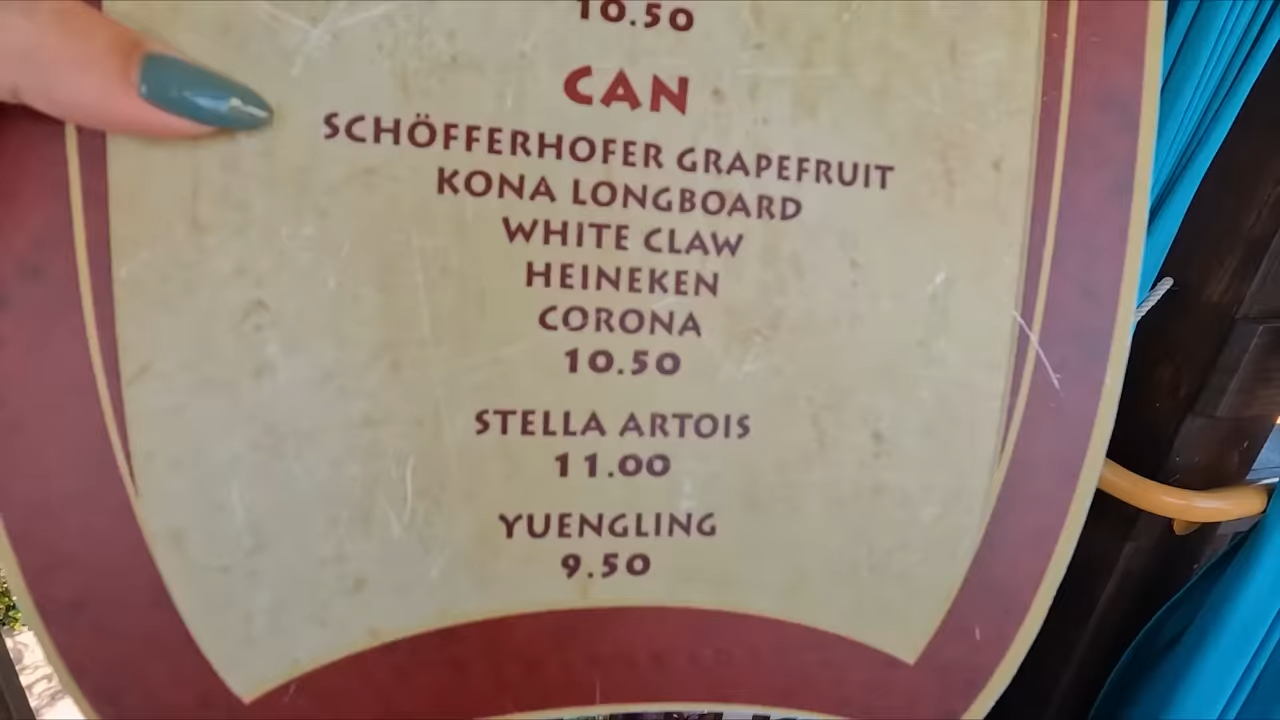 10.50
CAN
SCHÖFFERHOFER GRAPEFRUIT
KONA LONGBOARD
WHITE CLAW
HEINEKEN
CORONA
10.50
STELLA ARTOIS
11.00
YUENGLING
9.50